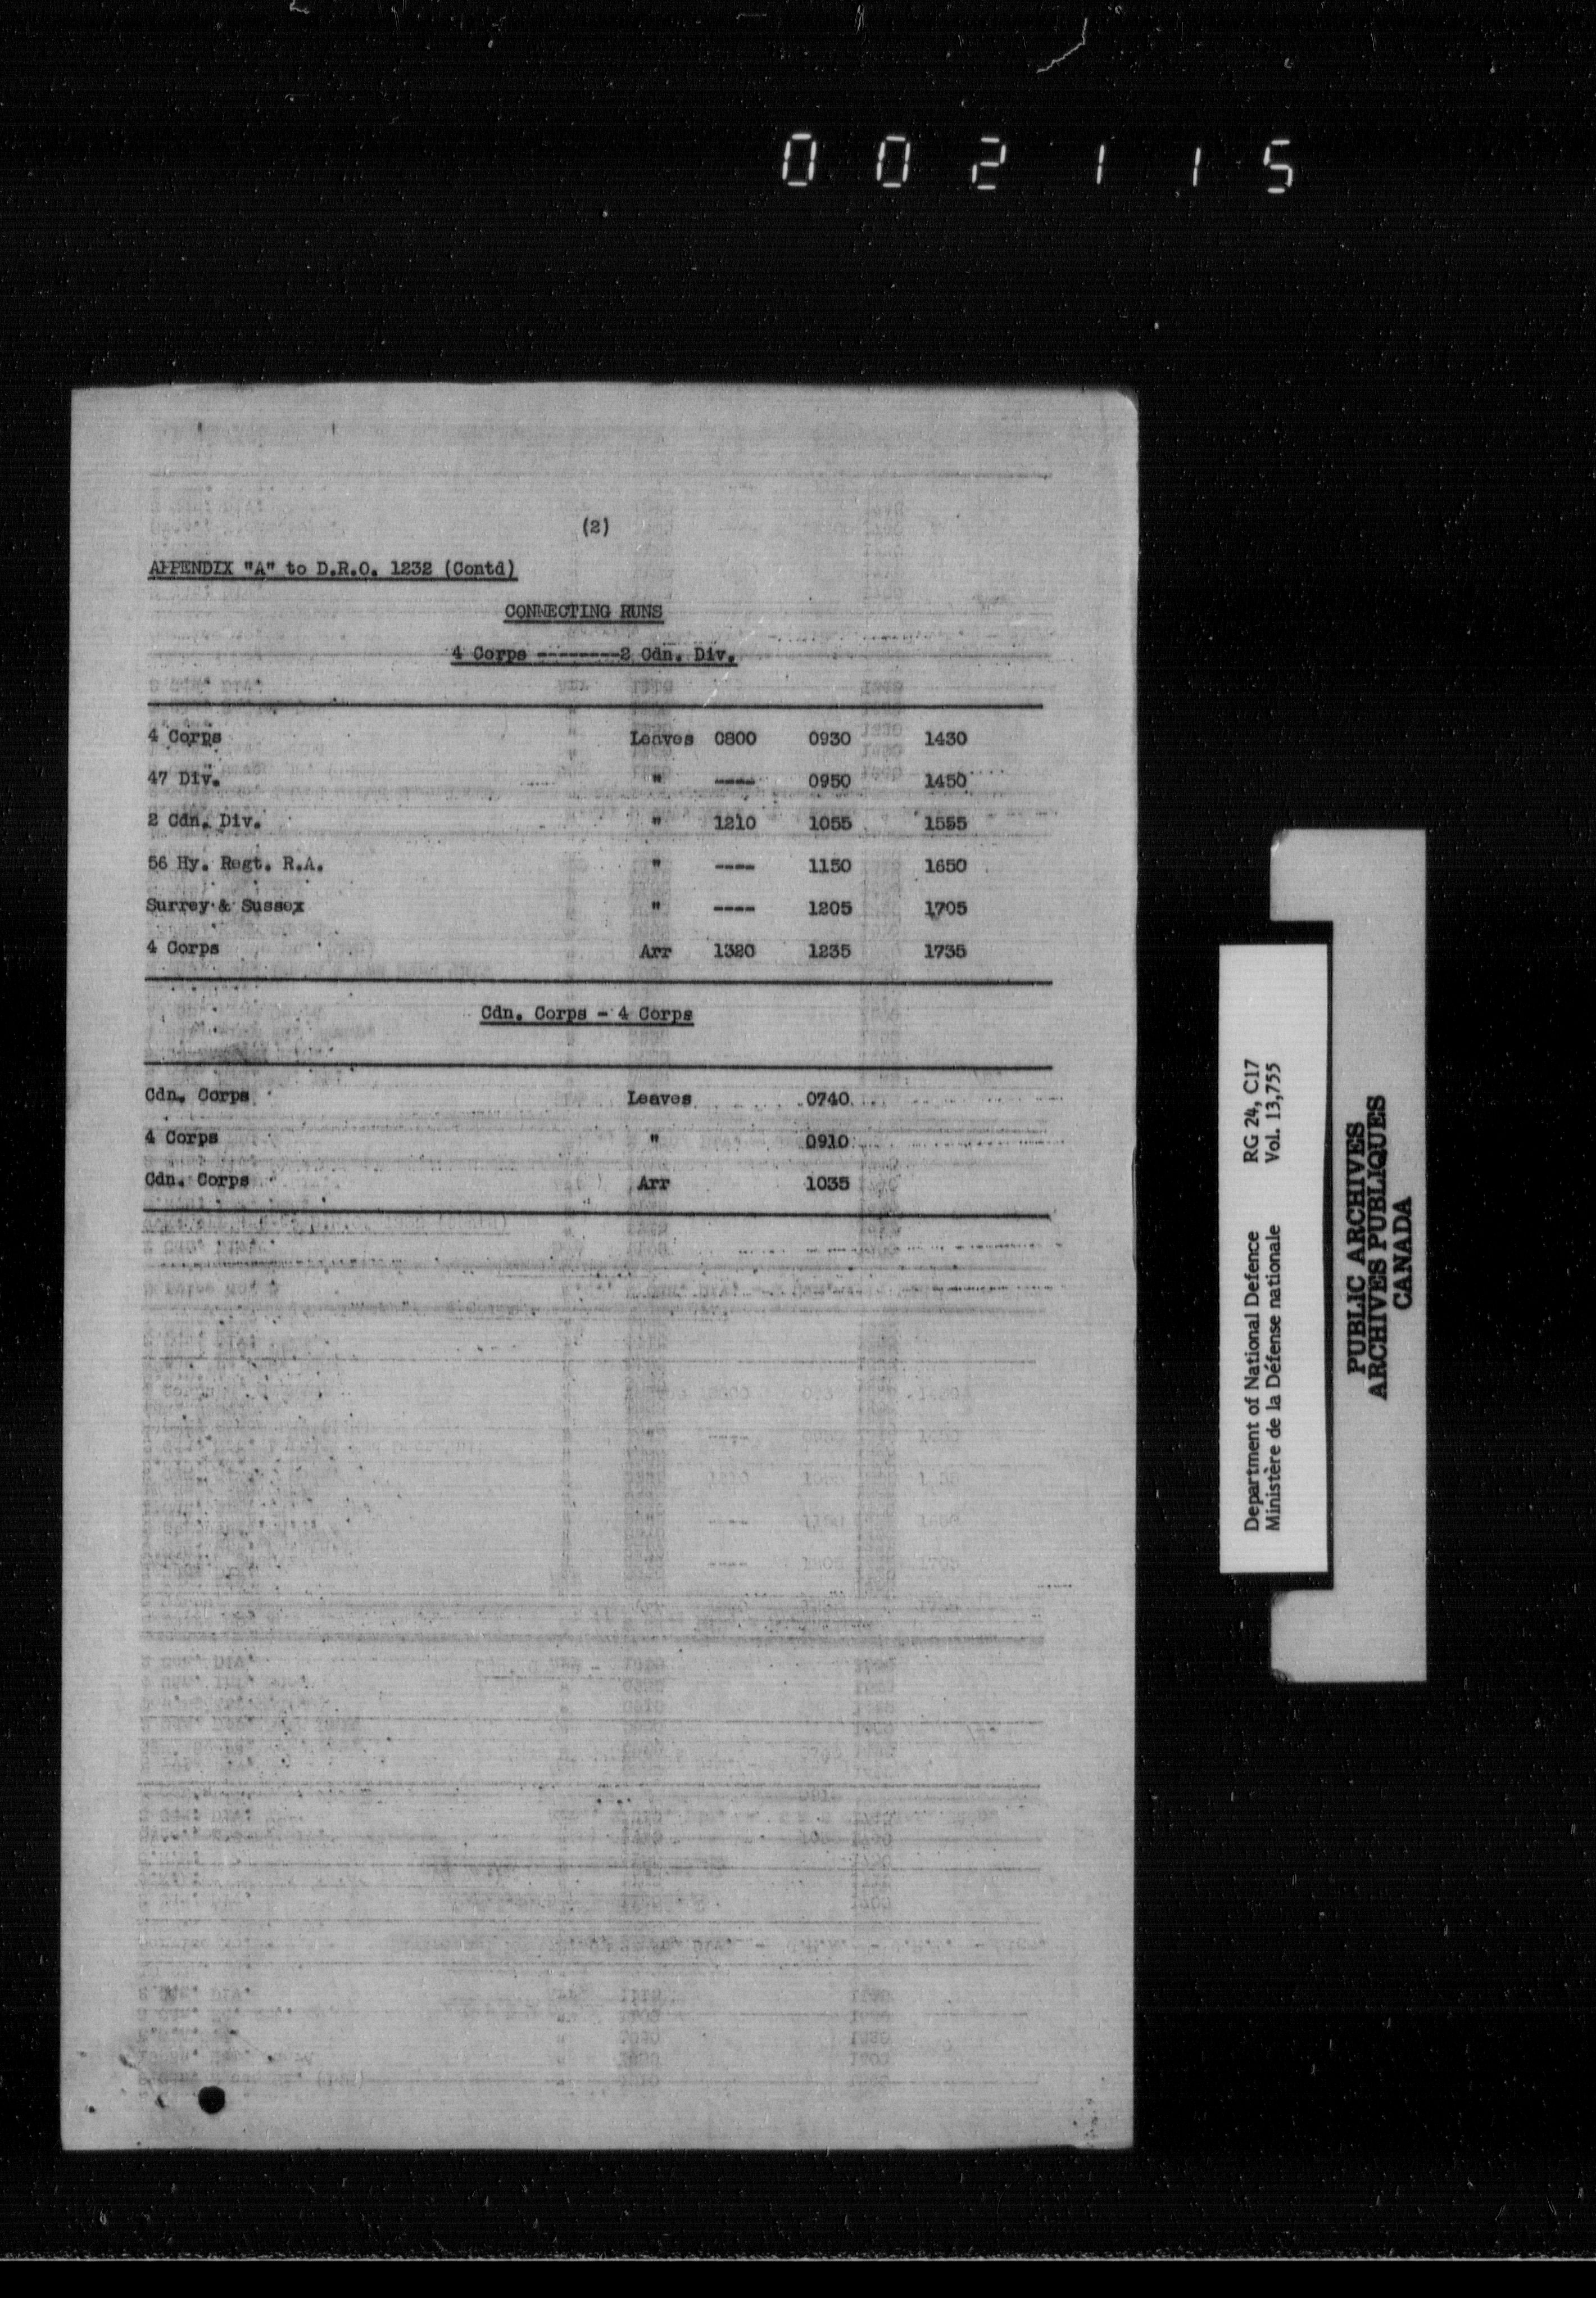 002115
(2)
APPENDIX "A" to D.R.O. 1232 (Contd)
CONNECTING RUNS
4 Corps --------2 Cdn. Div.
4 Corps Leaves 0800 0930 1430
47 Div. " ---- 0950 1450
2 Cdn. Div. " 1210 1055 1555
56 Hy. Regt. R.A. " ---- 1150 1650
Surrey & Sussex " ---- 1205 1705
4 Corps Arr 1320 1235 1735
Cdn. Corps - 4 Corps
Cdn. Corps Leaves 0740
4 Corps " 0910
Cdn. Corps Arr 1035
Department of National Defence RG 24, C17
Ministère de la Défense nationale Vol. 13,755
PUBLIC ARCHIVES
ARCHIVES PUBLIQUES
CANADA